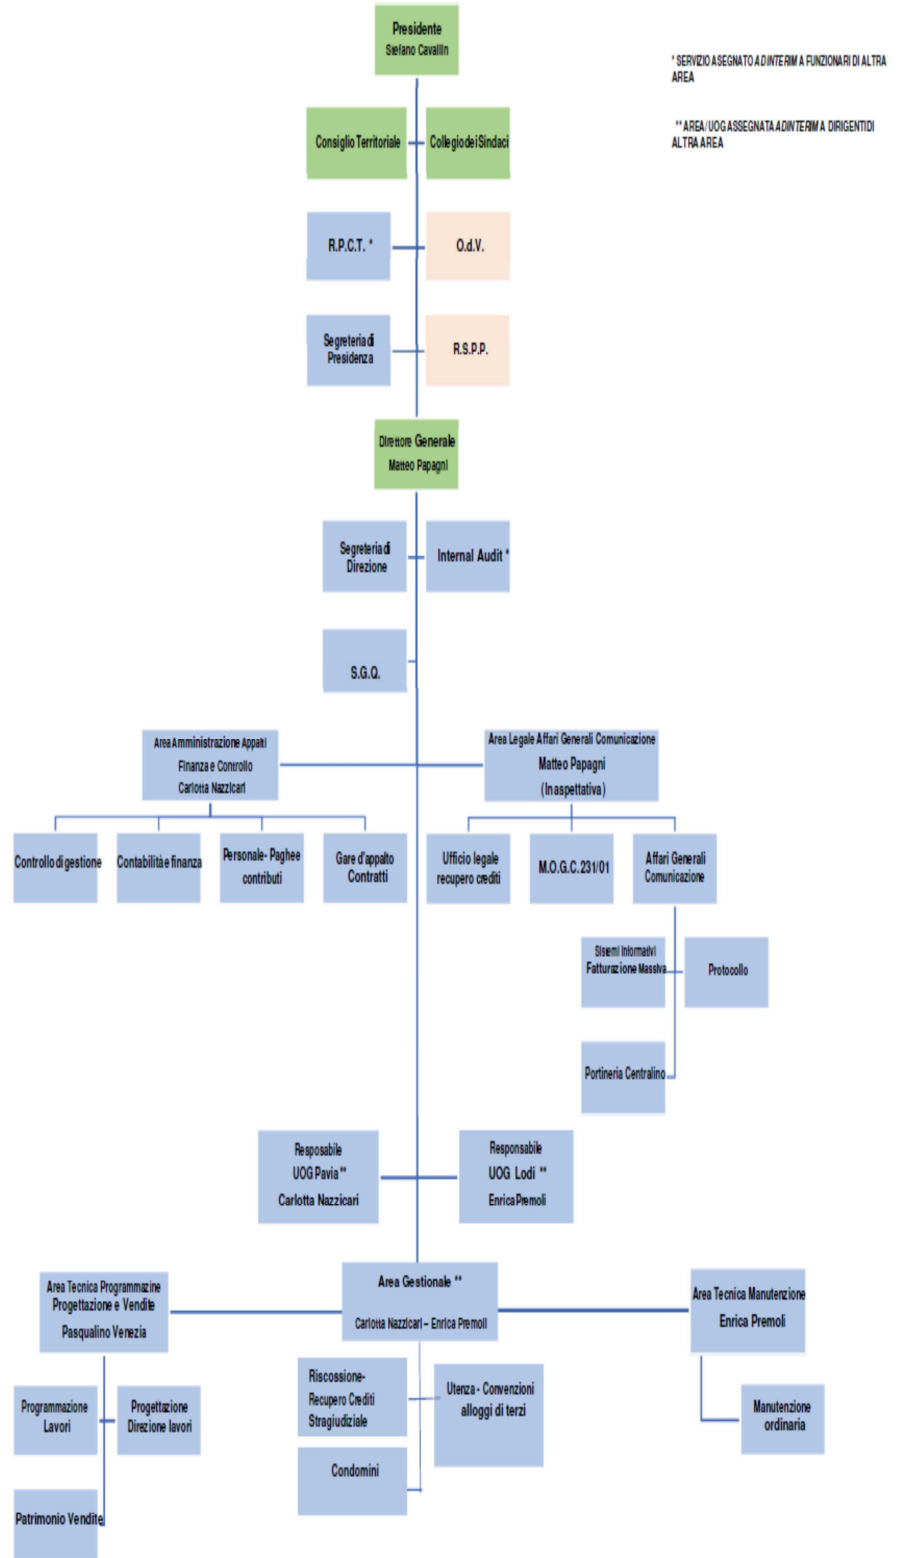 Presidente
Stefano Cavallin
* SERVIZIO ASEGNATO AD INTERIM A FUNZIONARI DI ALTRA
AREA
** AREA/UOG ASSEGNATA AD INTERIM A DIRIGENTI DI
ALTRA AREA
Consiglio Territoriale
Collegio dei Sindaci
R.P.C.T. *
O.d.V.
Segreteria di
Presidenza
R.S.P.P.
Direttore Generale
Matteo Papagni
Segreteria di
Direzione
Internal Audit *
S.G.Q.
Area Amministrazione Appalti
Finanza e Controllo
Carlotta Nazzicari
Area Legale Affari Generali Comunicazione
Matteo Papagni
(In aspettativa)
Controllo di gestione
Contabilità e finanza
Personale - Paghe e
contributi
Gare d'appalto
Contratti
Ufficio legale
recupero crediti
M.O.G.C. 231/01
Affari Generali
Comunicazione
Sistemi Informativi
Fatturazione Massiva
Protocollo
Portineria Centralino
Resposabile
UOG Pavia **
Carlotta Nazzicari
Responsabile
UOG Lodi **
Enrica Premoli
Area Tecnica Programmazine
Progettazione e Vendite
Pasqualino Venezia
Area Gestionale **
Carlotta Nazzicari – Enrica Premoli
Area Tecnica Manutenzione
Enrica Premoli
Programmazione
Lavori
Progettazione
Direzione lavori
Patrimonio Vendite
Riscossione-
Recupero Crediti
Stragiudiziale
Utenza - Convenzioni
alloggi di terzi
Condomini
Manutenzione
ordinaria